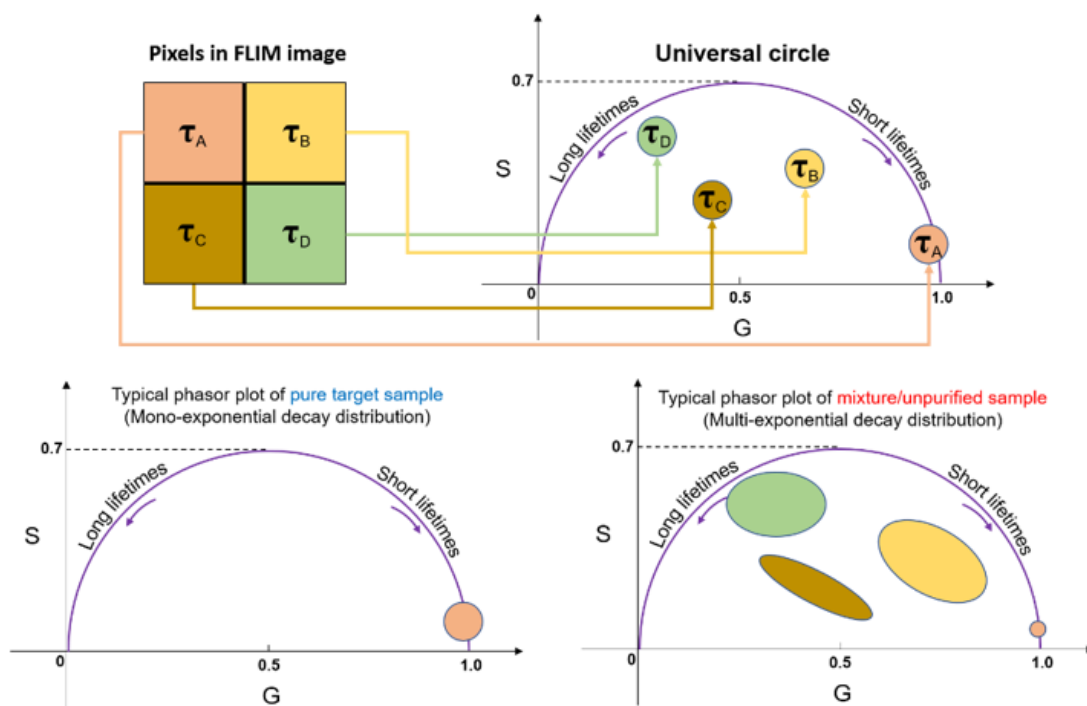 Pixels in FLIM image
τA
τB
τC
τD
Universal circle
0.7
Long lifetimes
Short lifetimes
S
τD
τB
τC
τA
0
0.5
1.0
G
Typical phasor plot of pure target sample
(Mono-exponential decay distribution)
0.7
Long lifetimes
Short lifetimes
S
0
0.5
1.0
G
Typical phasor plot of mixture/unpurified sample
(Multi-exponential decay distribution)
0.7
Long lifetimes
Short lifetimes
S
0
0.5
1.0
G